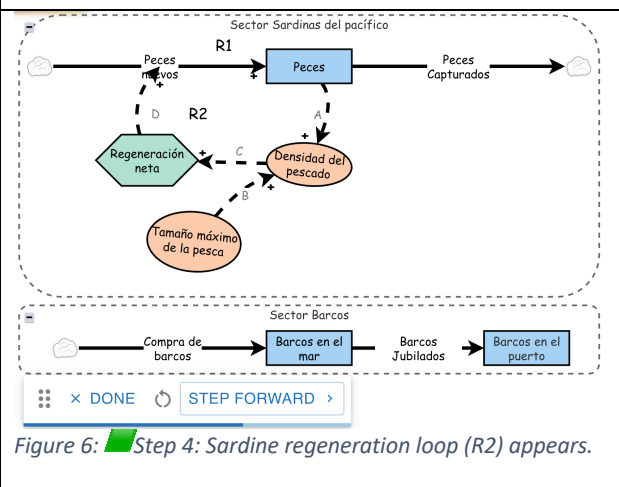 Sector Sardinas del pacífico
R1
Peces
nuevos
+
Peces
Peces
Capturados
+
D
R2
A
+
Regeneración
neta
+
C
Densidad del
pescado
+
B
Tamaño máximo
de la pesca
Sector Barcos
Compra de
barcos
Barcos en el
mar
Barcos
Jubilados
Barcos en el
puerto
× DONE
STEP FORWARD >
Figure 6: Step 4: Sardine regeneration loop (R2) appears.